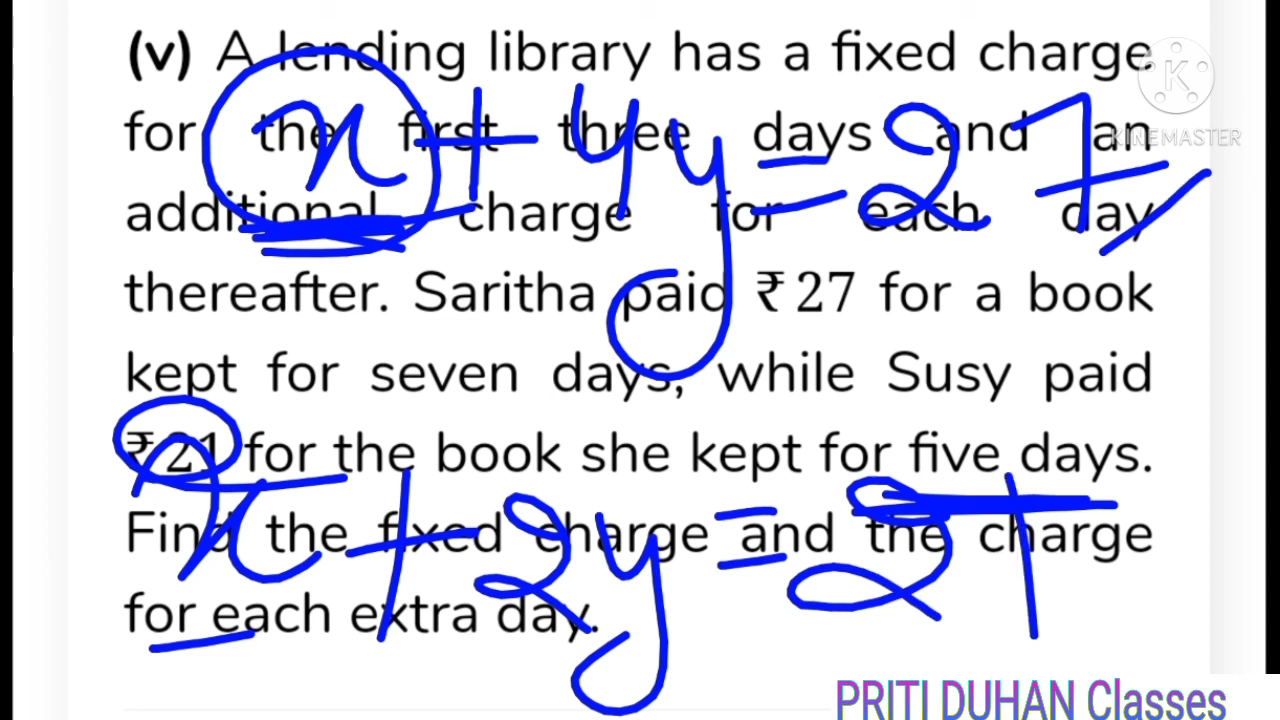 (v) A lending library has a fixed charge
for the first three days and an
x + 4y = 27
KINEMASTER
additional charge for each day
thereafter. Saritha paid ₹ 27 for a book
kept for seven days, while Susy paid
₹ 21 for the book she kept for five days.
x + 2y = 21
Find the fixed charge and the charge
for each extra day.
PRITI DUHAN Classes